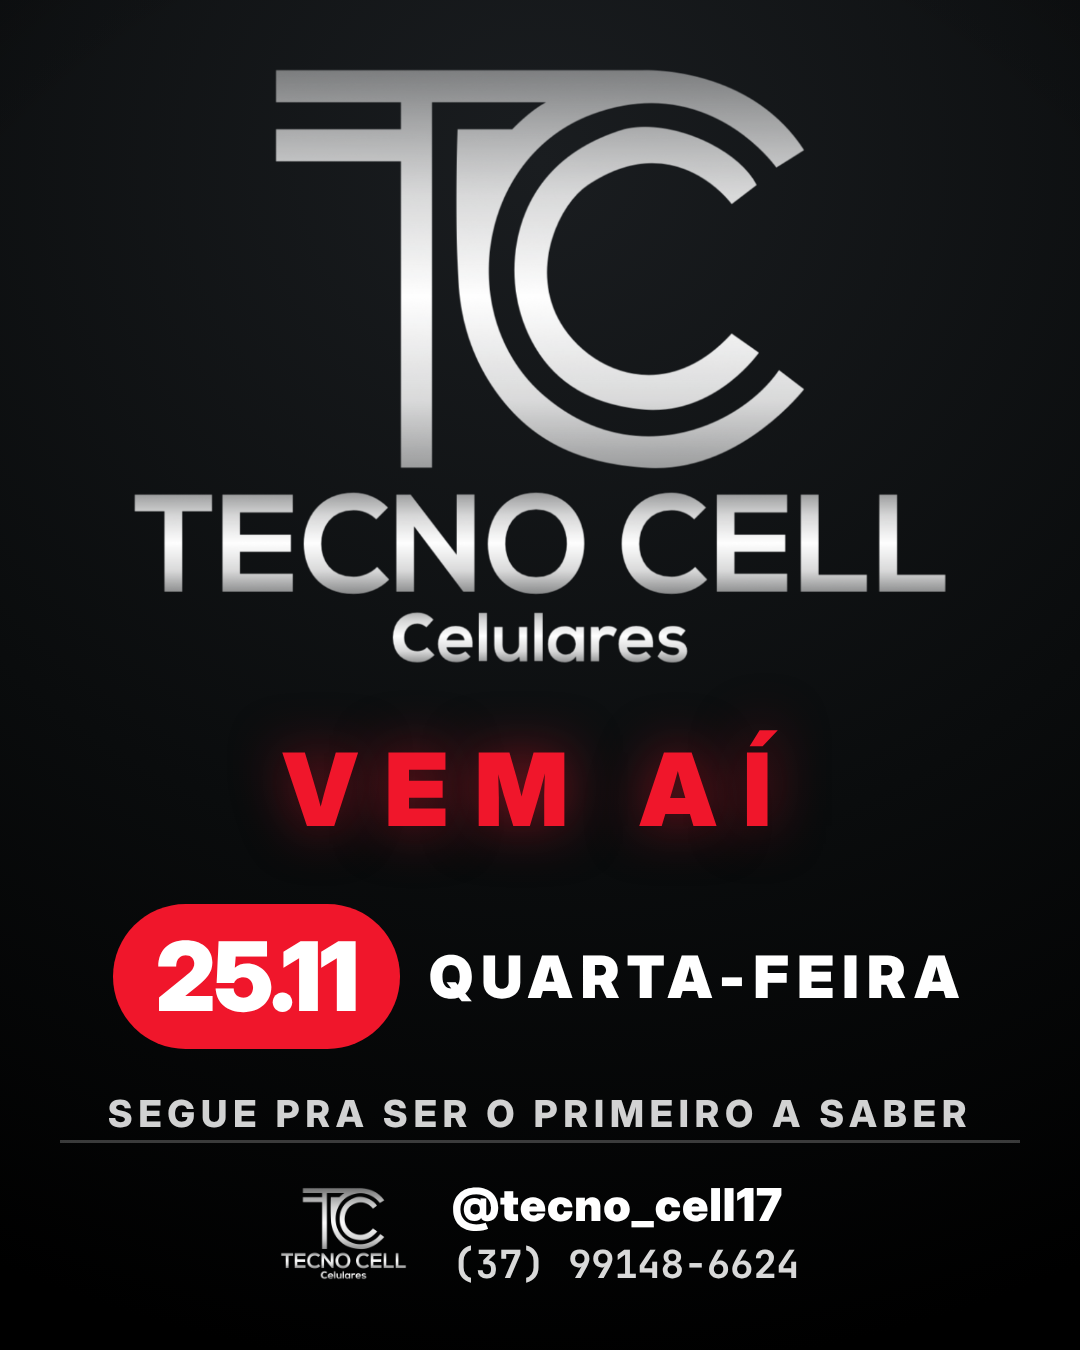 TC
TECNO CELL
Celulares
VEM AÍ
25.11 QUARTA-FEIRA
SEGUE PRA SER O PRIMEIRO A SABER
TC
TECNO CELL
Celulares
@tecno_cell17
(37) 99148-6624